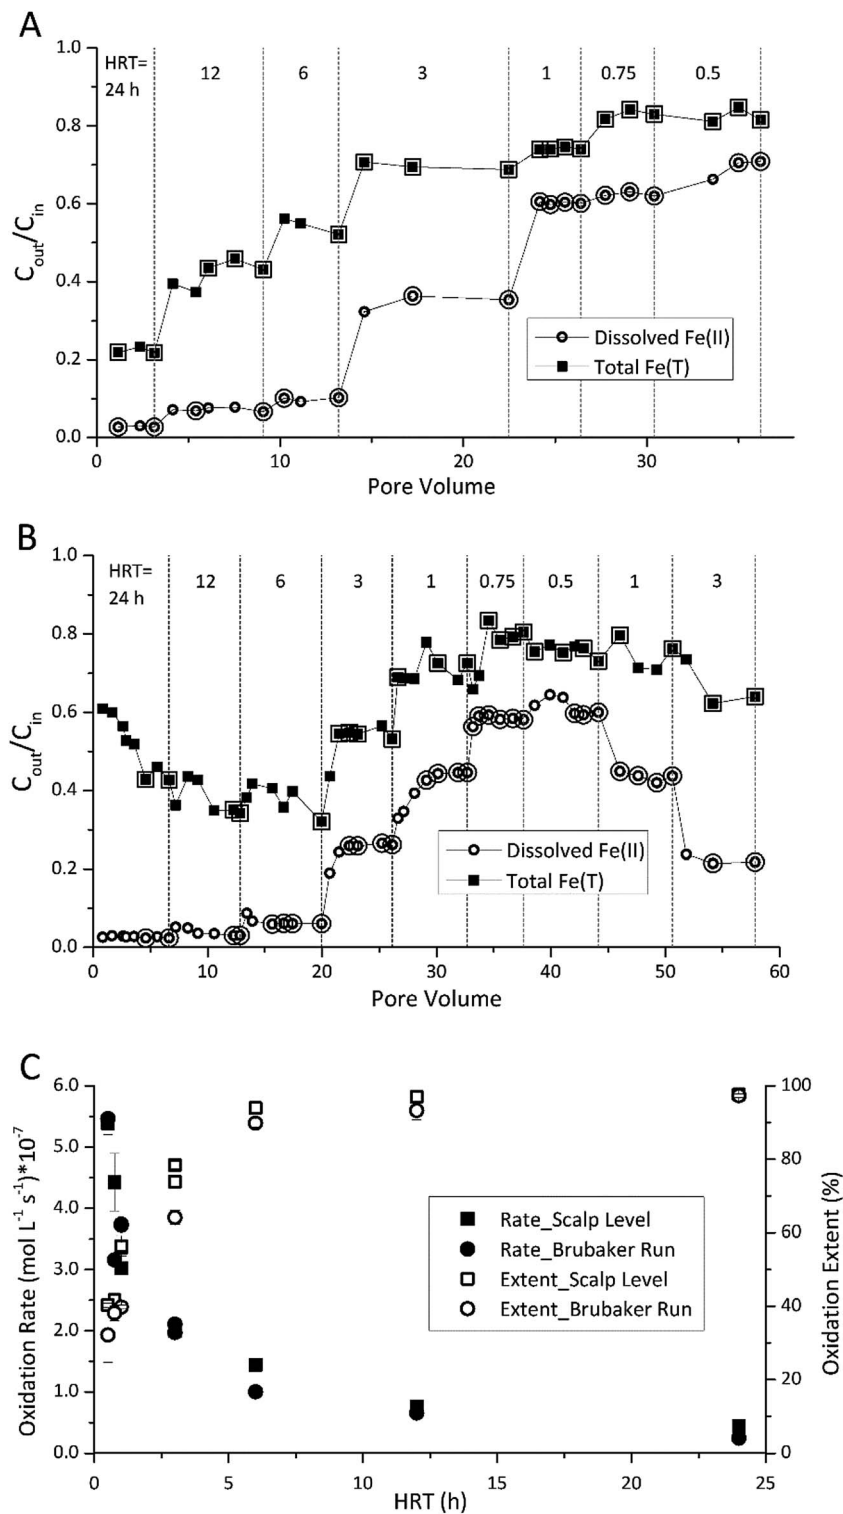 A
1.0
0.8
0.6
0.4
0.2
0.0
C_out/C_in
HRT=
24 h
12
6
3
1
0.75
0.5
Dissolved Fe(II)
Total Fe(T)
0
10
20
30
Pore Volume
B
1.0
0.8
0.6
0.4
0.2
0.0
C_out/C_in
HRT=
24 h
12
6
3
1
0.75
0.5
1
3
Dissolved Fe(II)
Total Fe(T)
0
10
20
30
40
50
60
Pore Volume
C
6.0
5.0
4.0
3.0
2.0
1.0
0.0
Oxidation Rate (mol L⁻¹ s⁻¹)*10⁻⁷
100
80
60
40
20
0
Oxidation Extent (%)
Rate_Scalp Level
Rate_Brubaker Run
Extent_Scalp Level
Extent_Brubaker Run
0
5
10
15
20
25
HRT (h)